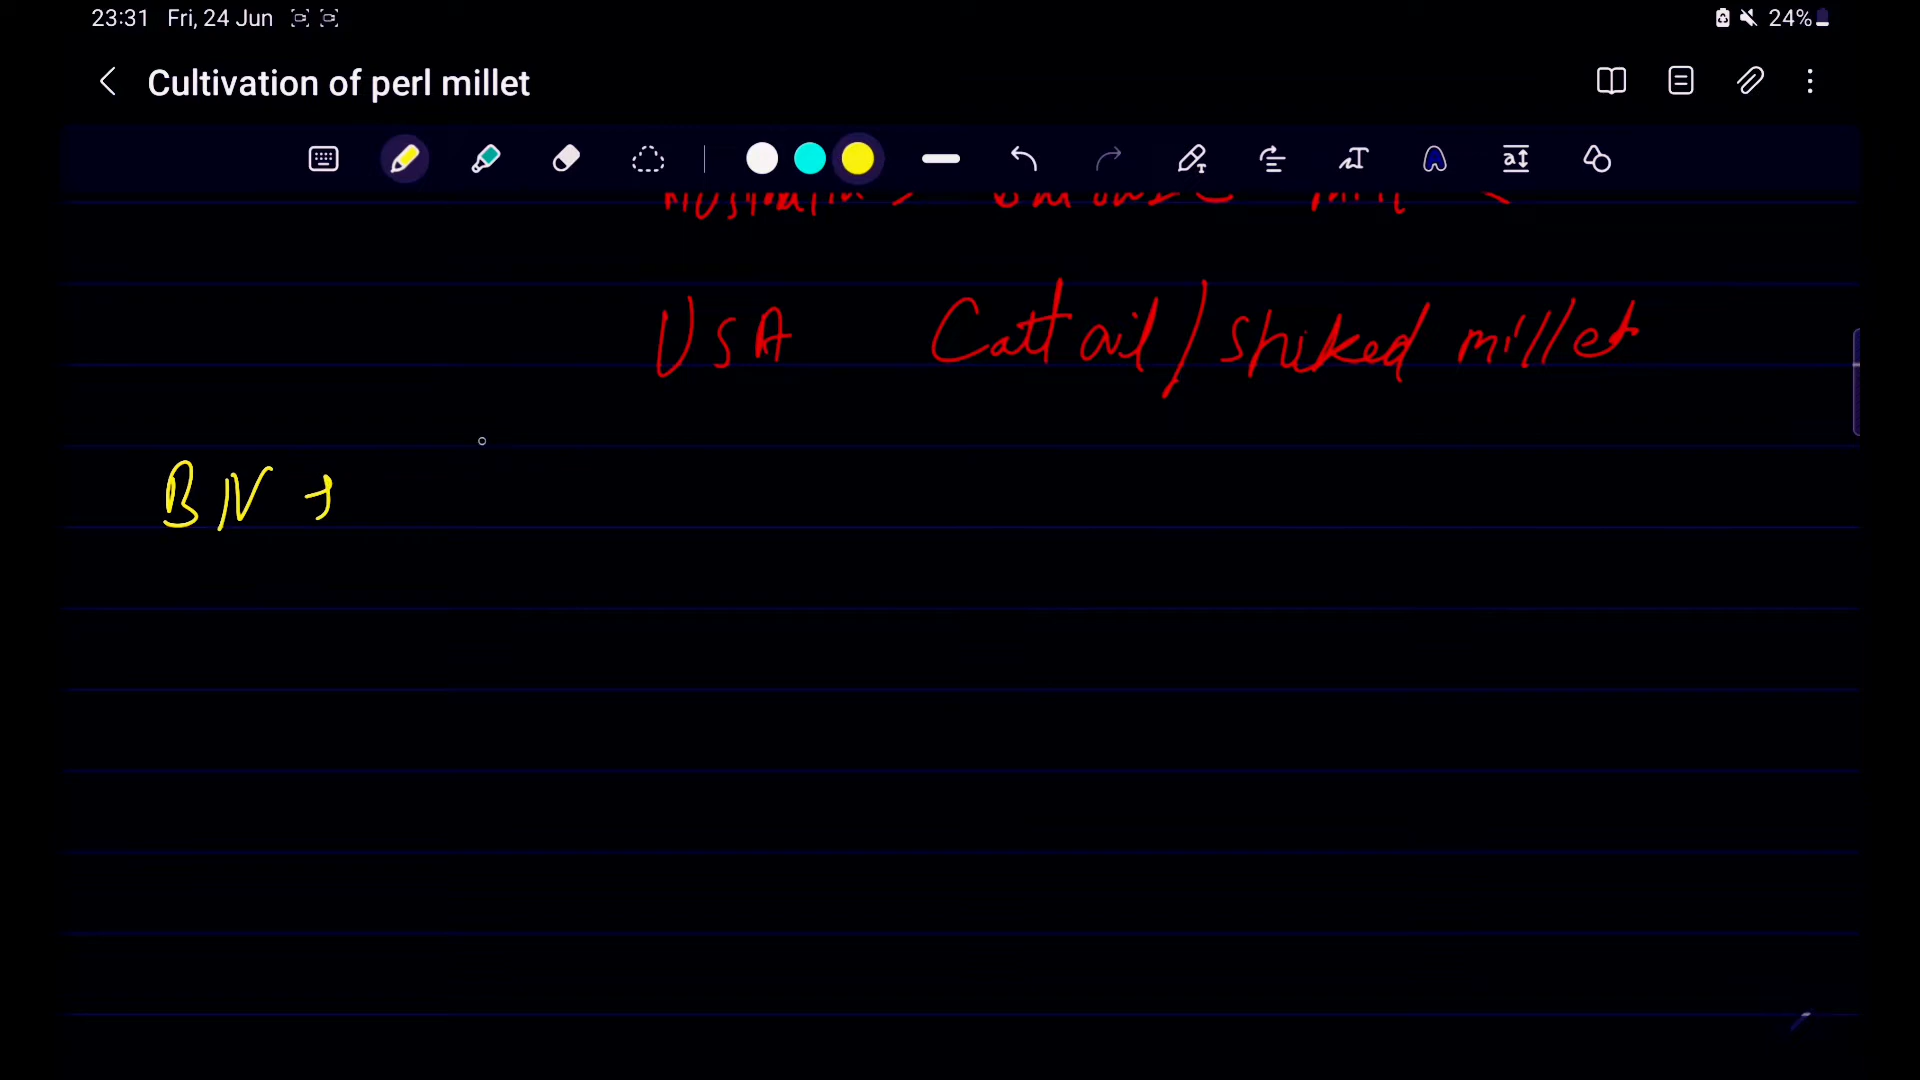 23:31 Fri, 24 Jun 24%
Cultivation of perl millet
USA Cattail/spiked millet
BN →